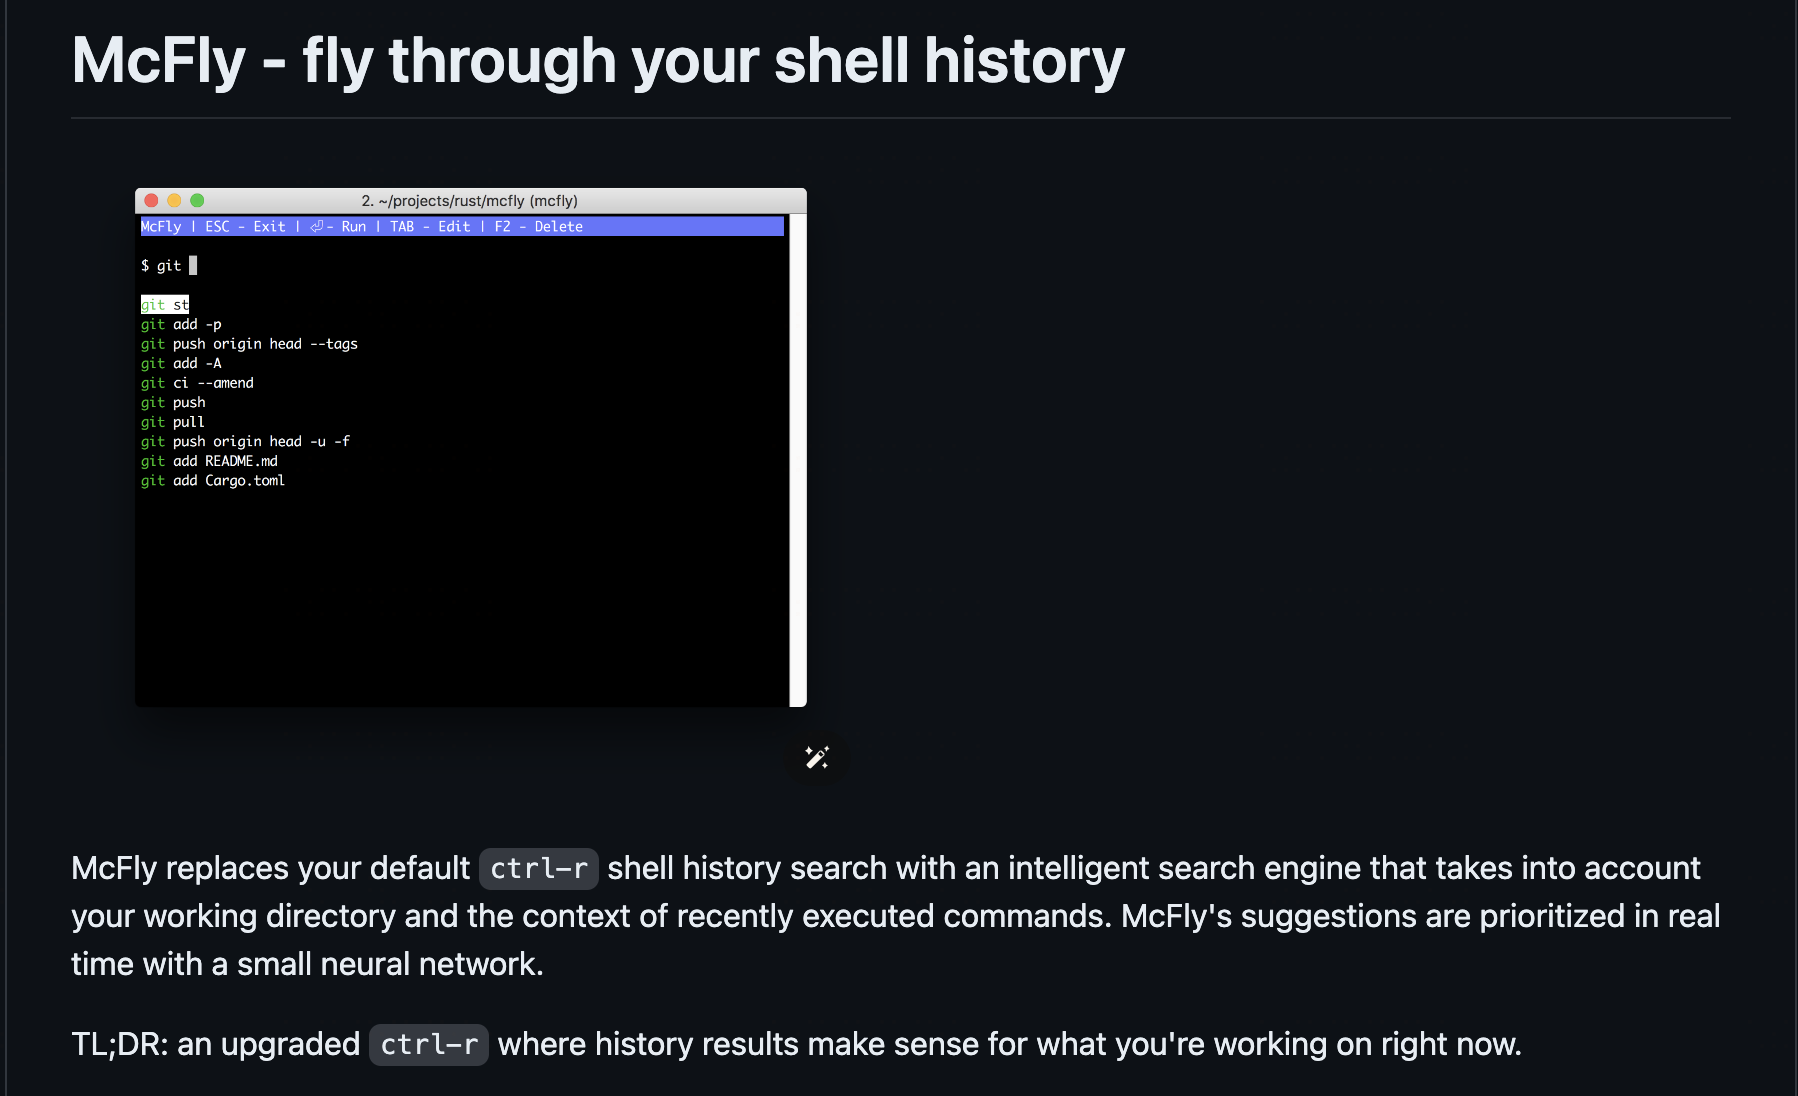 McFly - fly through your shell history
2. ~/projects/rust/mcfly (mcfly)
McFly | ESC - Exit | ⏎ - Run | TAB - Edit | F2 - Delete
$ git
git st
git add -p
git push origin head --tags
git add -A
git ci --amend
git push
git pull
git push origin head -u -f
git add README.md
git add Cargo.toml
McFly replaces your default ctrl-r shell history search with an intelligent search engine that takes into account
your working directory and the context of recently executed commands. McFly's suggestions are prioritized in real
time with a small neural network.
TL;DR: an upgraded ctrl-r where history results make sense for what you're working on right now.